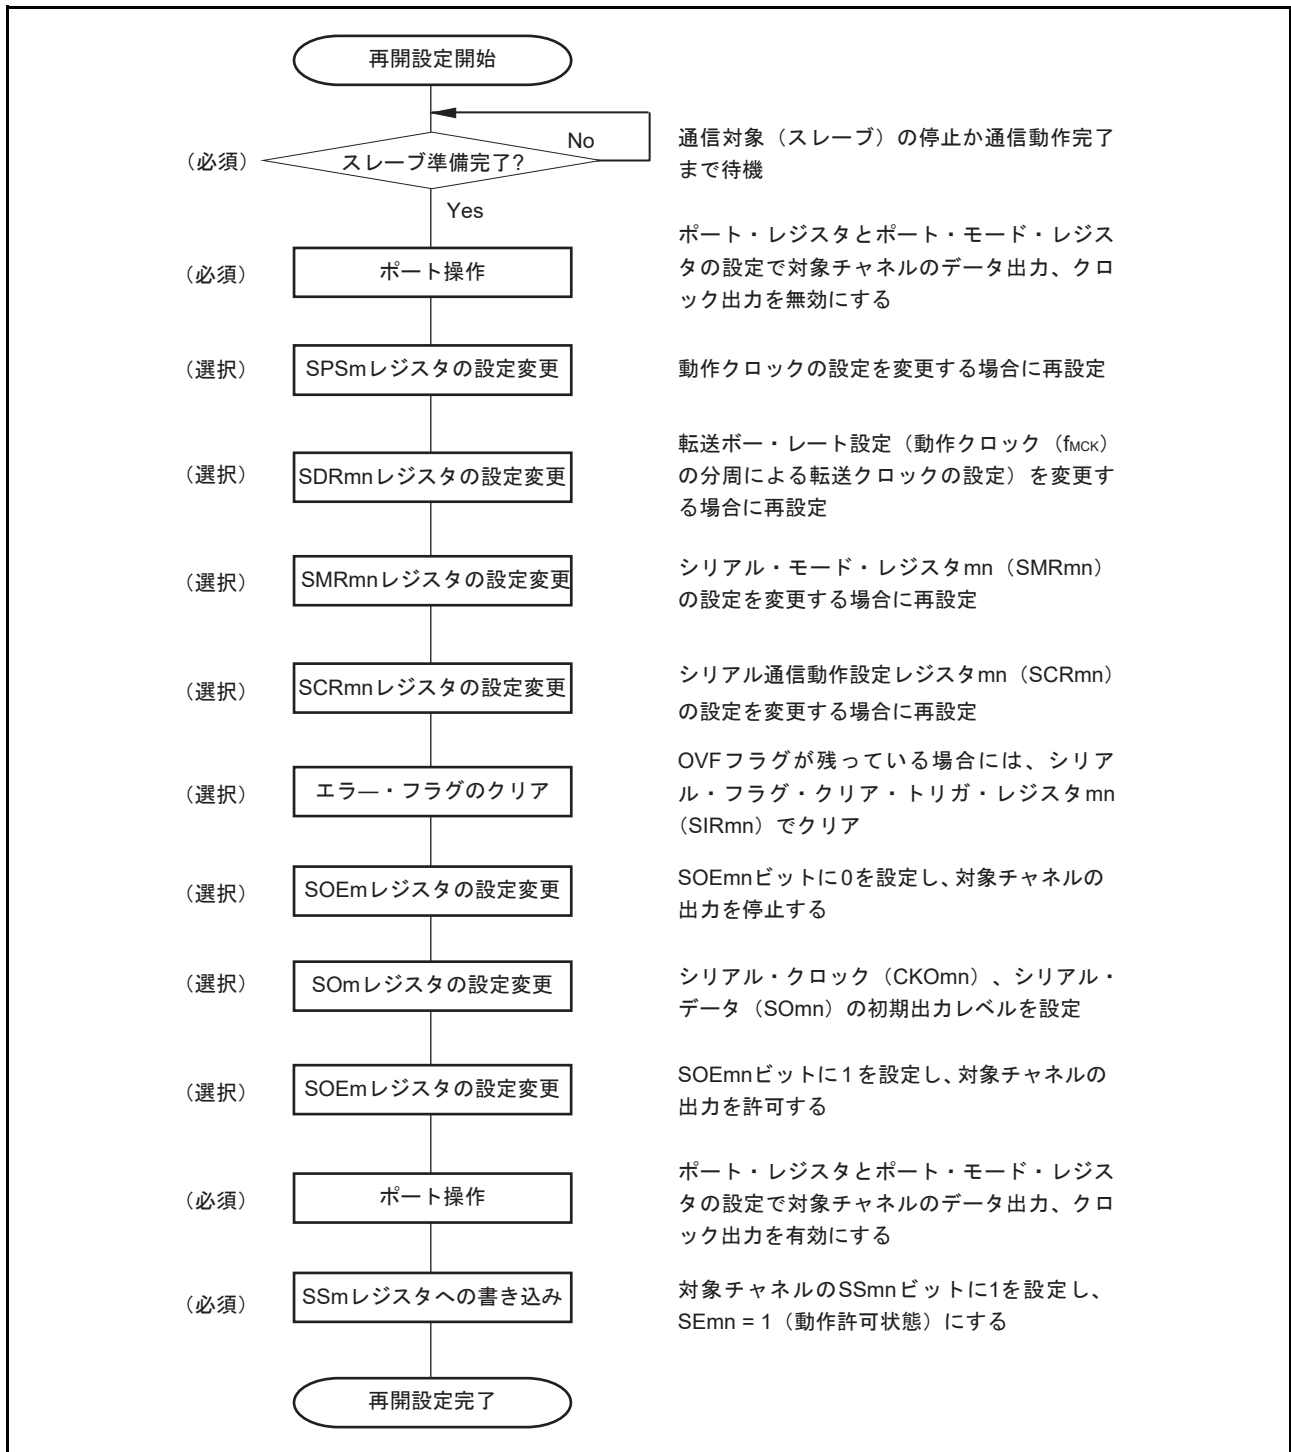 再開設定開始
No
(必須)
スレーブ準備完了?
通信対象(スレーブ)の停止か通信動作完了
まで待機
Yes
(必須)
ポート操作
ポート・レジスタとポート・モード・レジス
タの設定で対象チャネルのデータ出力、クロ
ック出力を無効にする
(選択)
SPSmレジスタの設定変更
動作クロックの設定を変更する場合に再設定
(選択)
SDRmnレジスタの設定変更
転送ボー・レート設定(動作クロック(fMCK)
の分周による転送クロックの設定)を変更す
る場合に再設定
(選択)
SMRmnレジスタの設定変更
シリアル・モード・レジスタmn(SMRmn)
の設定を変更する場合に再設定
(選択)
SCRmnレジスタの設定変更
シリアル通信動作設定レジスタmn(SCRmn)
の設定を変更する場合に再設定
(選択)
エラ―・フラグのクリア
OVFフラグが残っている場合には、シリア
ル・フラグ・クリア・トリガ・レジスタmn
(SIRmn)でクリア
(選択)
SOEmレジスタの設定変更
SOEmnビットに0を設定し、対象チャネルの
出力を停止する
(選択)
SOmレジスタの設定変更
シリアル・クロック(CKOmn)、シリアル・
データ(SOmn)の初期出力レベルを設定
(選択)
SOEmレジスタの設定変更
SOEmnビットに1を設定し、対象チャネルの
出力を許可する
(必須)
ポート操作
ポート・レジスタとポート・モード・レジス
タの設定で対象チャネルのデータ出力、クロ
ック出力を有効にする
(必須)
SSmレジスタへの書き込み
対象チャネルのSSmnビットに1を設定し、
SEmn = 1(動作許可状態)にする
再開設定完了